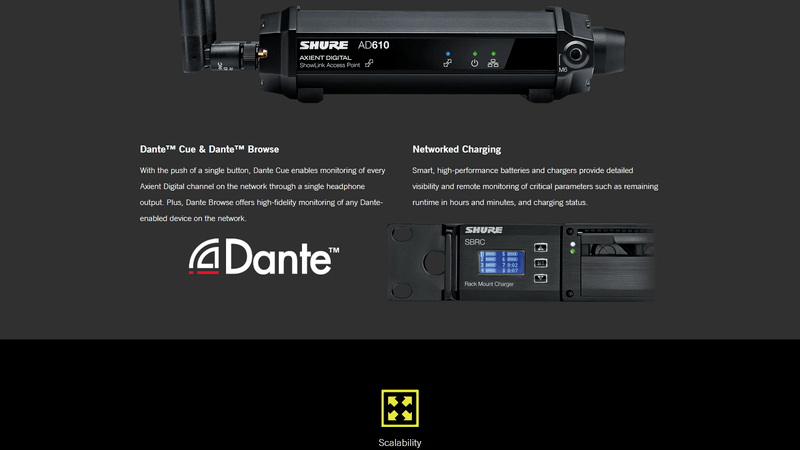 SHURE AD610
AXIENT DIGITAL
ShowLink Access Point
M6
Dante™ Cue & Dante™ Browse
With the push of a single button, Dante Cue enables monitoring of every
Axient Digital channel on the network through a single headphone
output. Plus, Dante Browse offers high-fidelity monitoring of any Dante-
enabled device on the network.
Dante™
Networked Charging
Smart, high-performance batteries and chargers provide detailed
visibility and remote monitoring of critical parameters such as remaining
runtime in hours and minutes, and charging status.
SHURE
SBRC
Rack Mount Charger
Scalability